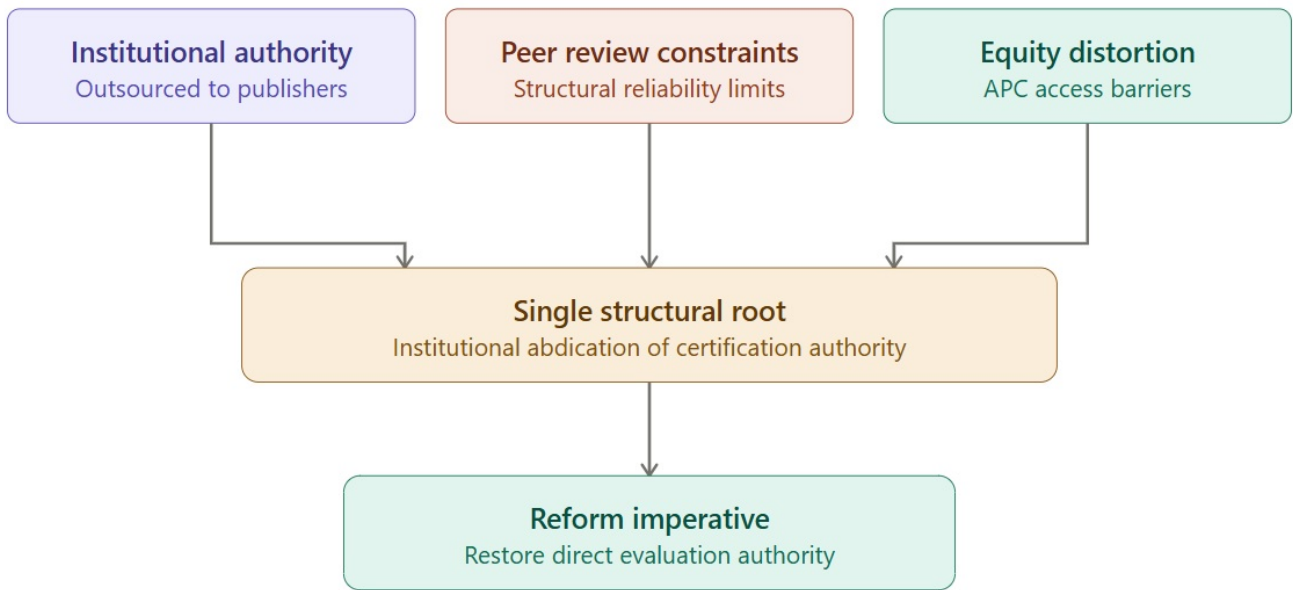 Institutional authority
Outsourced to publishers
Peer review constraints
Structural reliability limits
Equity distortion
APC access barriers
Single structural root
Institutional abdication of certification authority
Reform imperative
Restore direct evaluation authority